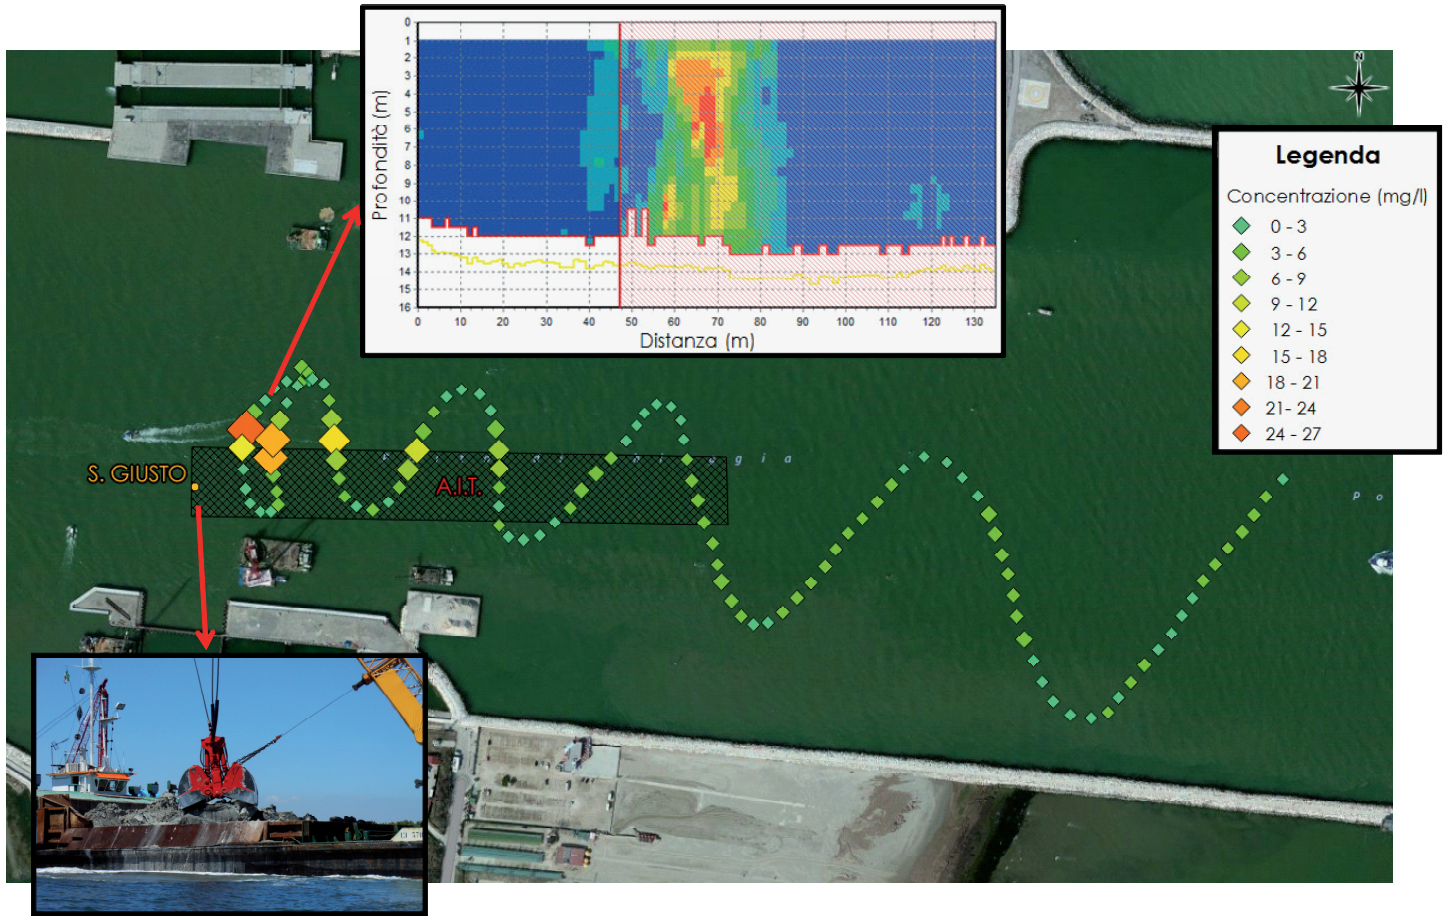 Profondità (m)
0
1
2
3
4
5
6
7
8
9
10
11
12
13
14
15
16
0 10 20 30 40 50 60 70 80 90 100 110 120 130
Distanza (m)
N
Legenda
Concentrazione (mg/l)
0 - 3
3 - 6
6 - 9
9 - 12
12 - 15
15 - 18
18 - 21
21- 24
24 - 27
S. GIUSTO
A.I.T.
g i a
P o